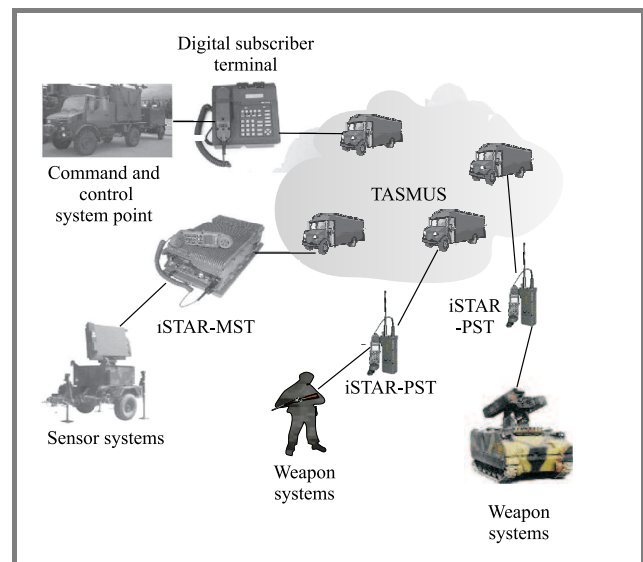 Digital subscriber
terminal
Command and
control
system point
TASMUS
iSTAR-MST
iSTAR
-PST
iSTAR-PST
Sensor systems
Weapon
systems
Weapon
systems